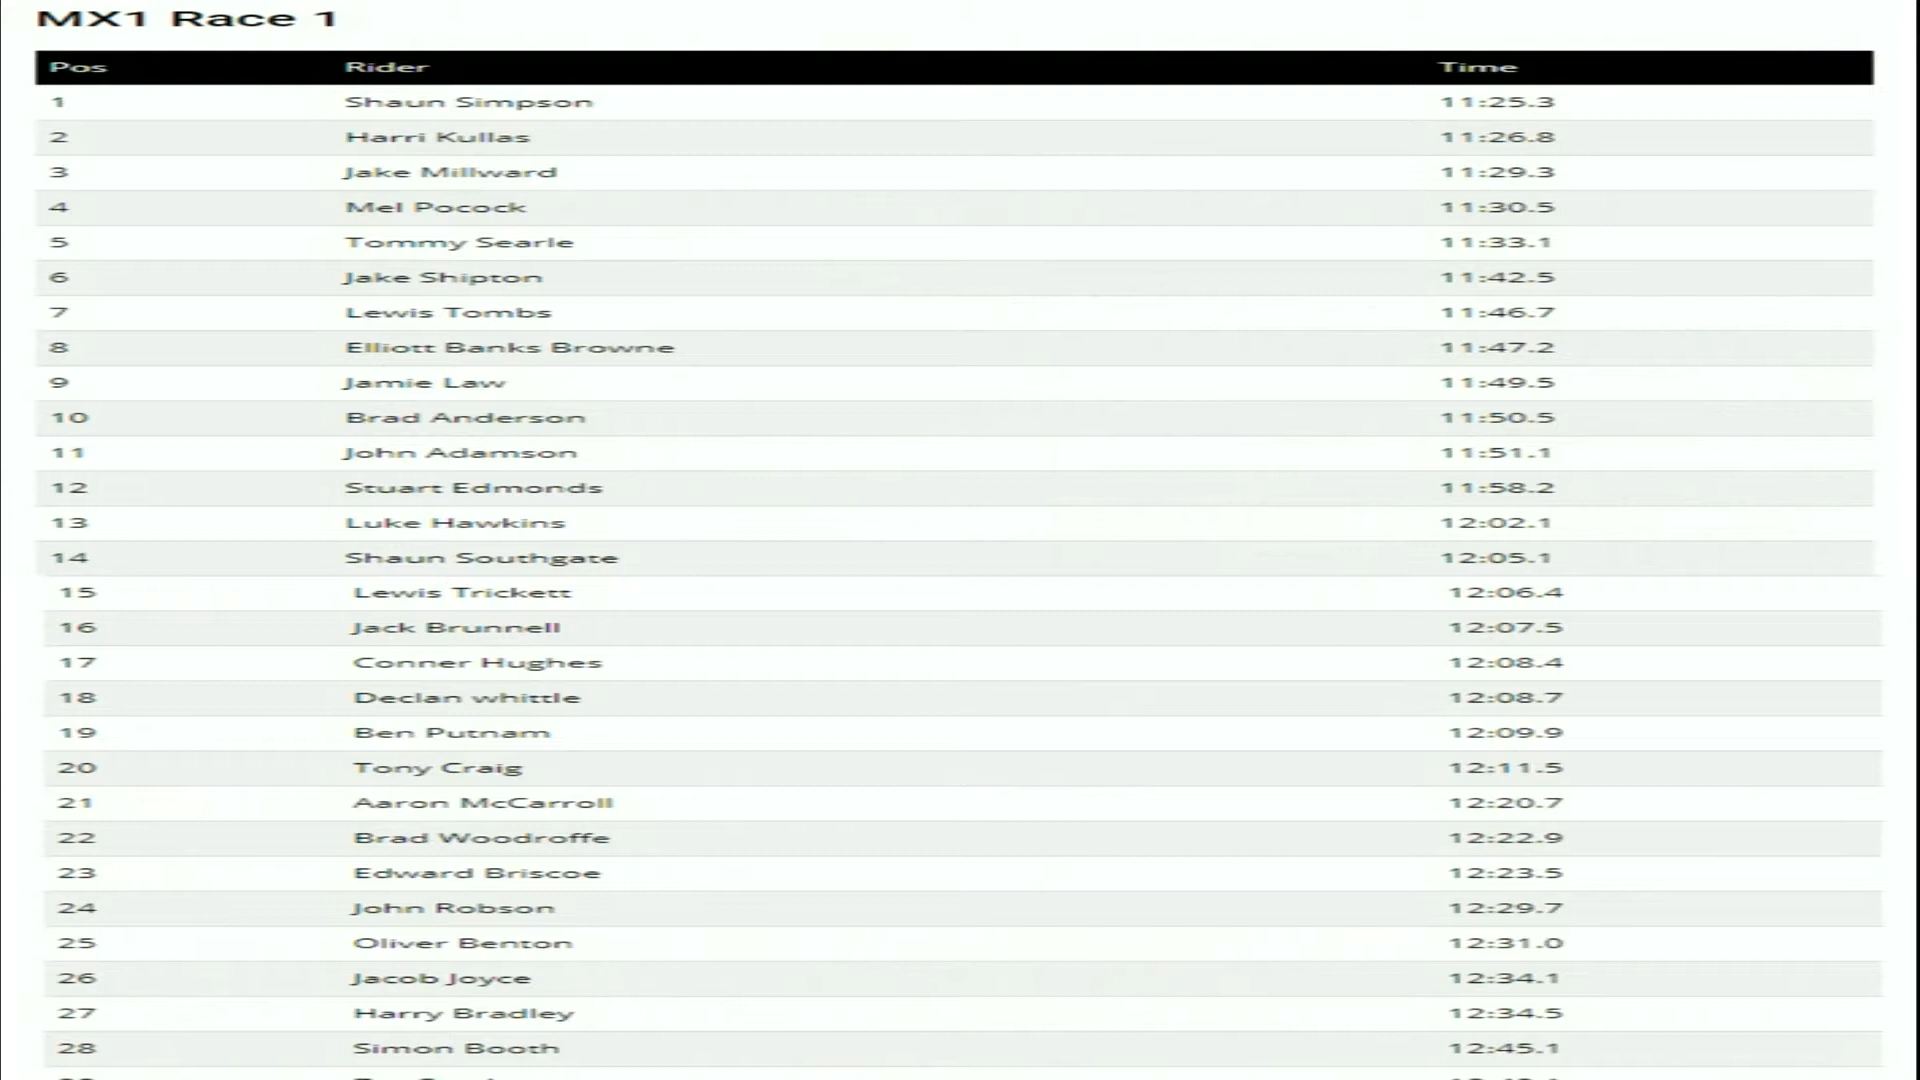 MX1 Race 1
Pos Rider Time
1 Shaun Simpson 11:25.3
2 Harri Kullas 11:26.8
3 Jake Millward 11:29.3
4 Mel Pocock 11:30.5
5 Tommy Searle 11:33.1
6 Jake Shipton 11:42.5
7 Lewis Tombs 11:46.7
8 Elliott Banks Browne 11:47.2
9 Jamie Law 11:49.5
10 Brad Anderson 11:50.5
11 John Adamson 11:51.1
12 Stuart Edmonds 11:58.2
13 Luke Hawkins 12:02.1
14 Shaun Southgate 12:05.1
15 Lewis Trickett 12:06.4
16 Jack Brunnell 12:07.5
17 Conner Hughes 12:08.4
18 Declan whittle 12:08.7
19 Ben Putnam 12:09.9
20 Tony Craig 12:11.5
21 Aaron McCarroll 12:20.7
22 Brad Woodroffe 12:22.9
23 Edward Briscoe 12:23.5
24 John Robson 12:29.7
25 Oliver Benton 12:31.0
26 Jacob Joyce 12:34.1
27 Harry Bradley 12:34.5
28 Simon Booth 12:45.1